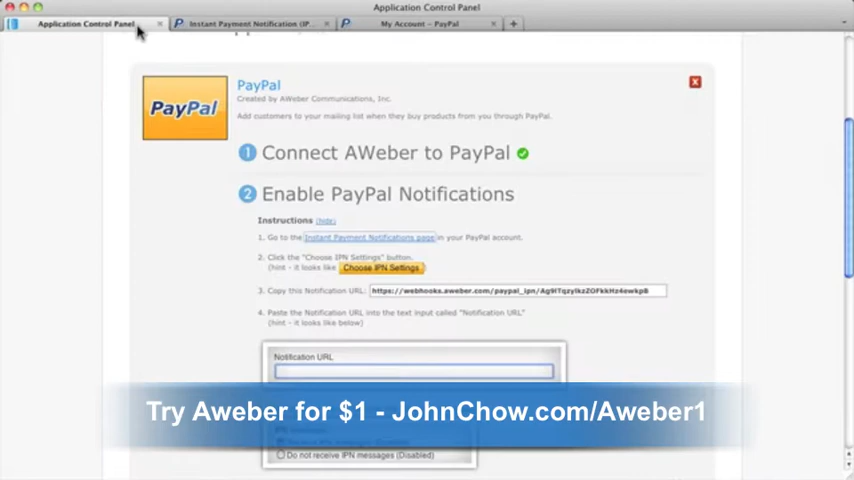 Application Control Panel
Application Control Panel
Instant Payment Notification (IP...
My Account – PayPal
PayPal
PayPal
Created by AWeber Communications, Inc.
Add customers to your mailing list when they buy products from you through PayPal.
1 Connect AWeber to PayPal
2 Enable PayPal Notifications
Instructions (hide)
1. Go to the Instant Payment Notifications page in your PayPal account.
2. Click the "Choose IPN Settings" button.
(hint - it looks like Choose IPN Settings)
3. Copy this Notification URL:
4. Paste the Notification URL into the text input called "Notification URL"
(hint - it looks like below)
Notification URL
Try Aweber for $1 - JohnChow.com/Aweber1
Do not receive IPN messages (Disabled)